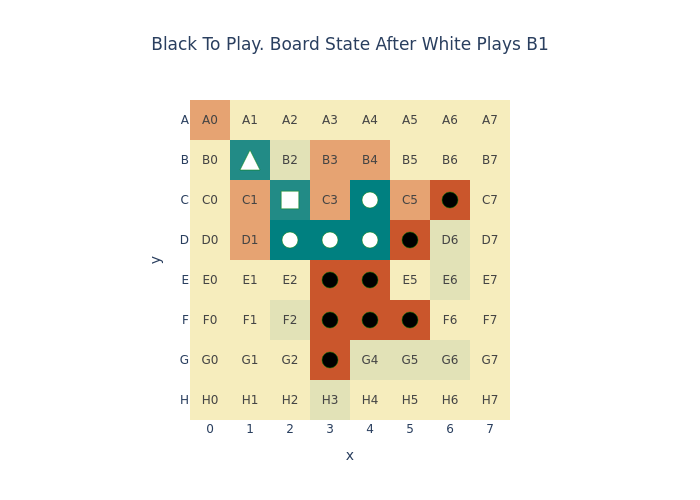 Black To Play. Board State After White Plays B1
A A0 A1 A2 A3 A4 A5 A6 A7
B B0 B2 B3 B4 B5 B6 B7
C C0 C1 C3 C5 C7
D D0 D1 D6 D7
E E0 E1 E2 E5 E6 E7
F F0 F1 F2 F6 F7
G G0 G1 G2 G4 G5 G6 G7
H H0 H1 H2 H3 H4 H5 H6 H7
0 1 2 3 4 5 6 7
x
y